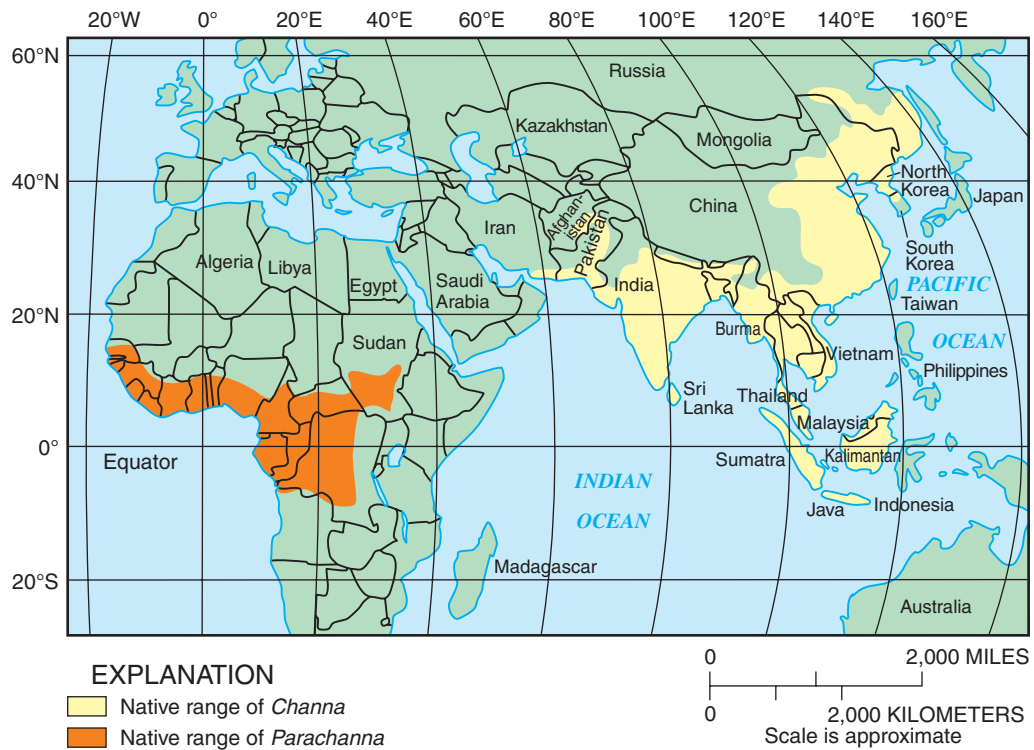 20°W 0° 20°E 40°E 60°E 80°E 100°E 120°E 140°E 160°E
60°N
40°N
20°N
0°
20°S
Russia
Kazakhstan
Mongolia
North
Korea
Japan
China
Afghan-
istan
Iran
Pakistan
South
Korea
Algeria
Libya
Egypt
Saudi
Arabia
India
PACIFIC
Taiwan
Burma
OCEAN
Sudan
Vietnam
Philippines
Sri
Lanka
Thailand
Malaysia
Equator
Sumatra
Kalimantan
INDIAN
OCEAN
Java
Indonesia
Madagascar
Australia
EXPLANATION
Native range of Channa
Native range of Parachanna
0 2,000 MILES
0 2,000 KILOMETERS
Scale is approximate